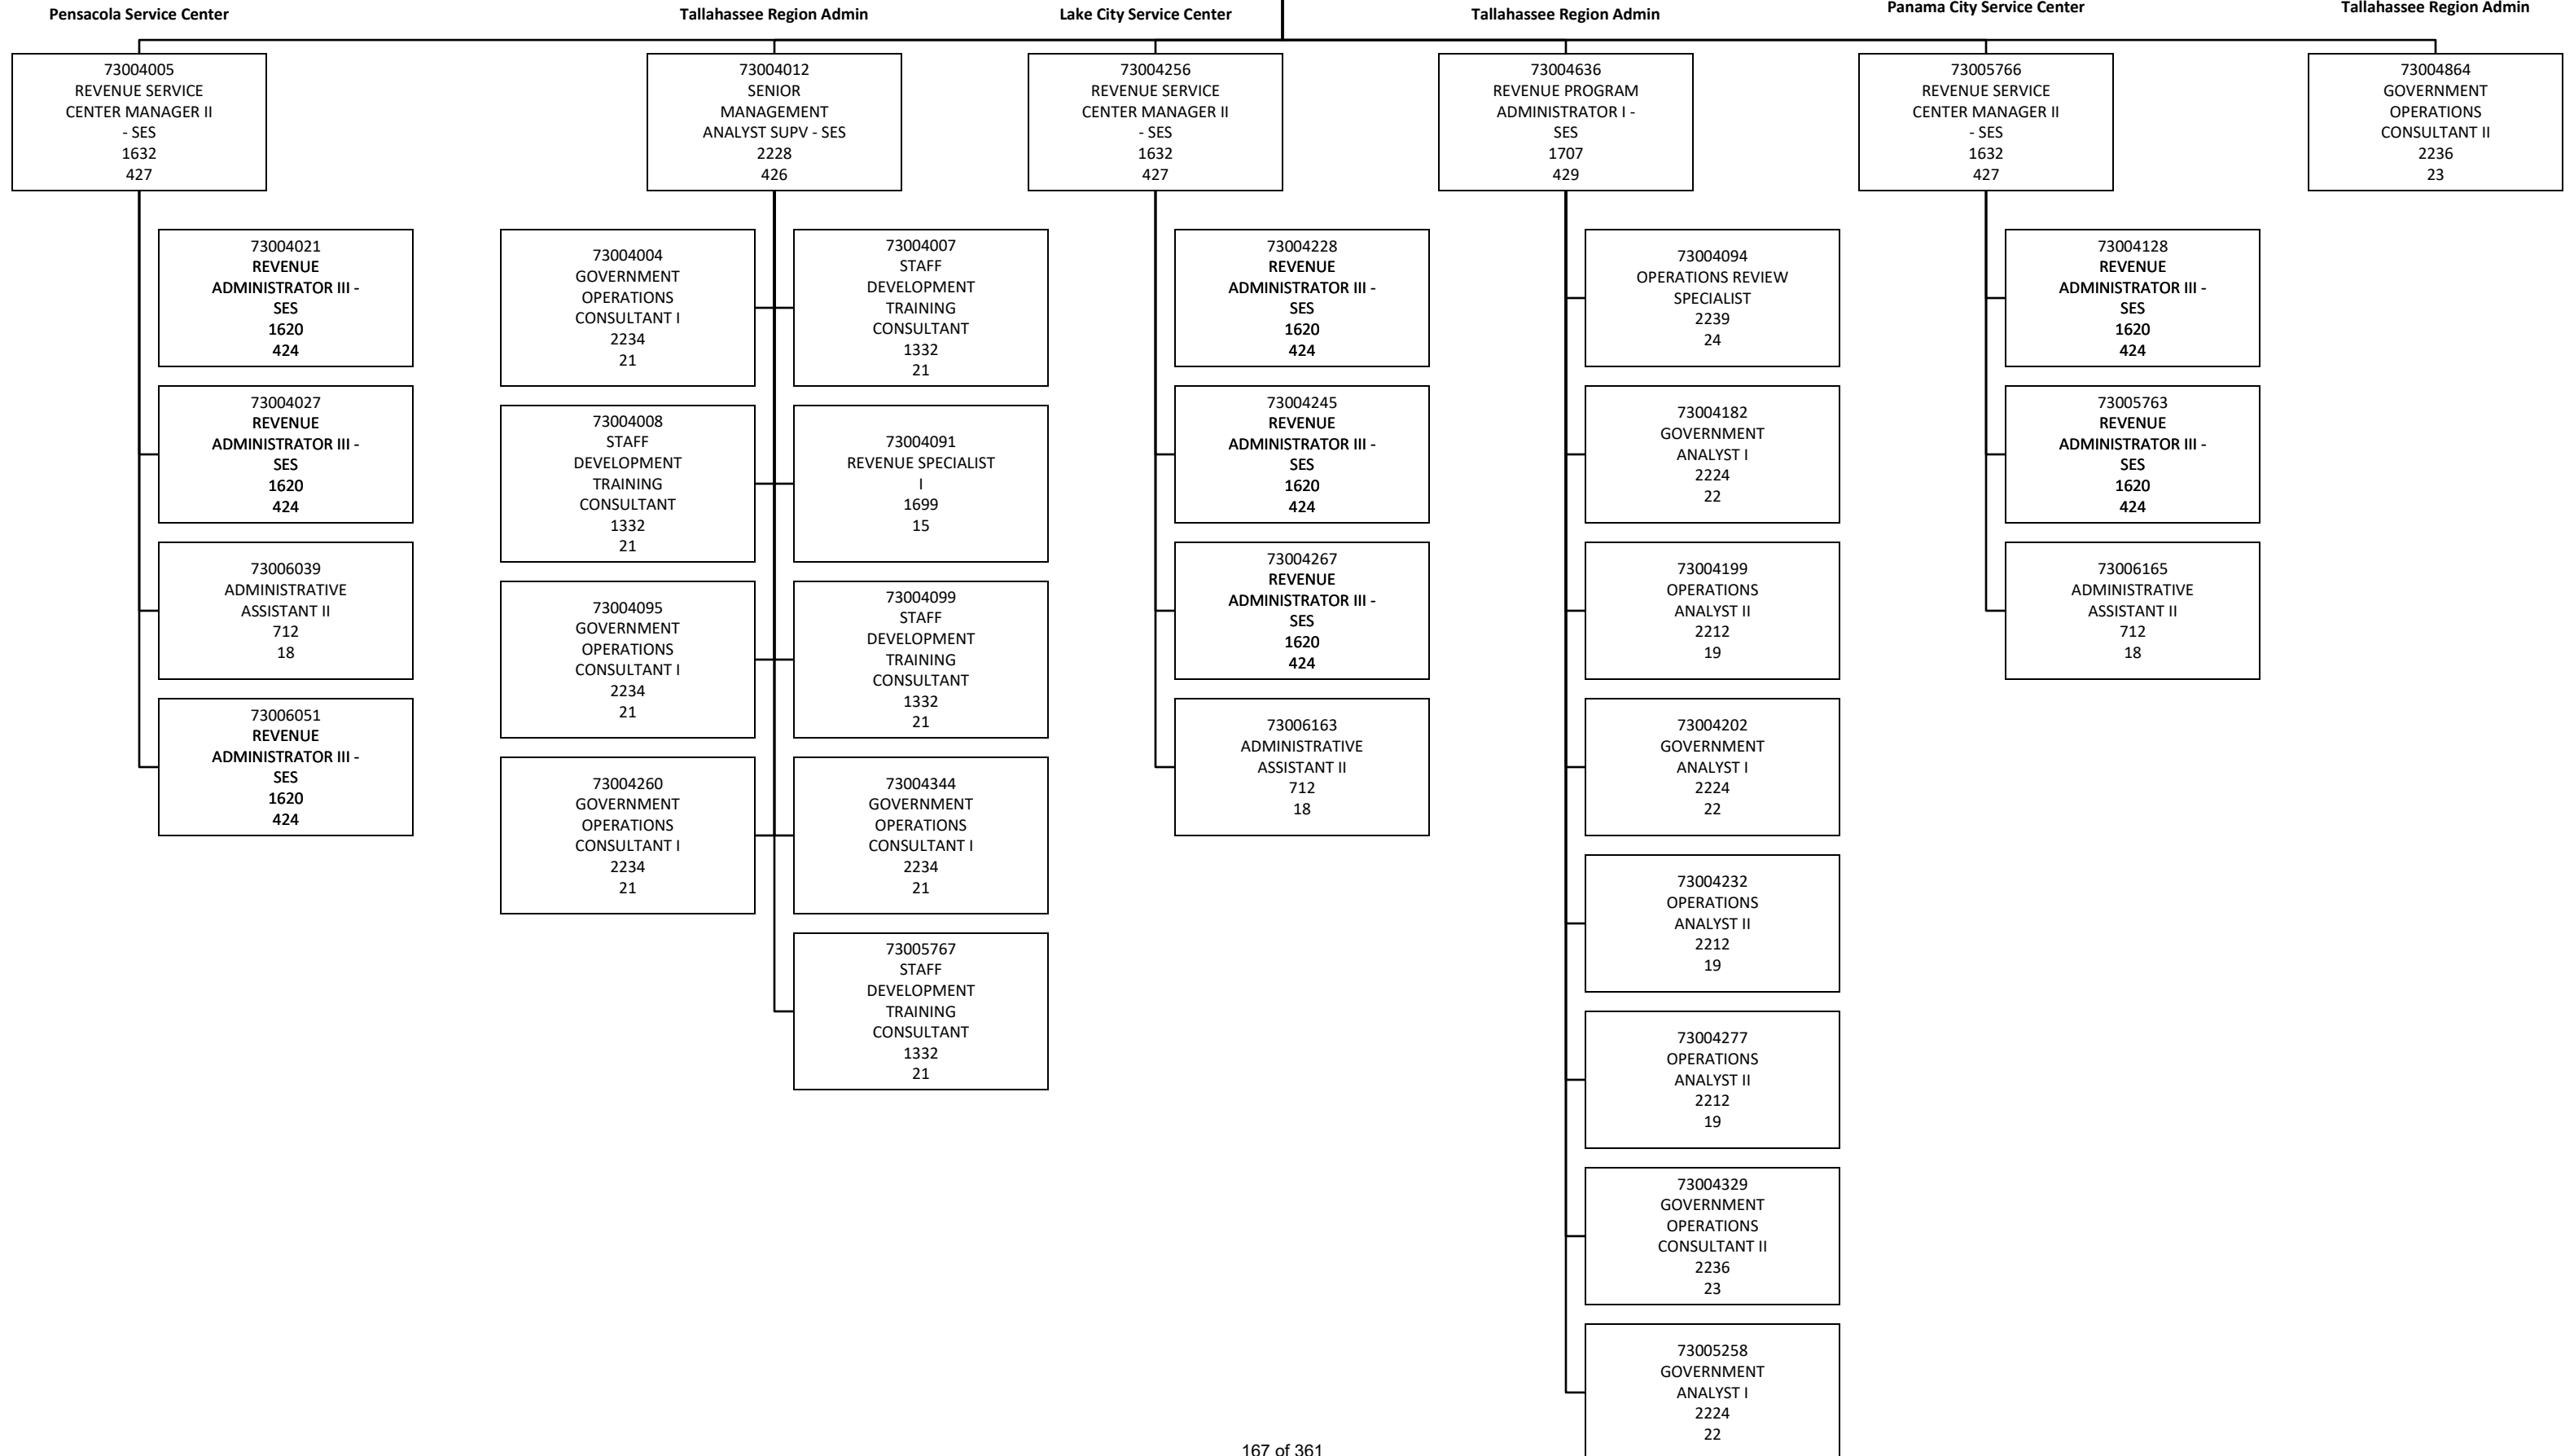 Pensacola Service Center
Tallahassee Region Admin
Lake City Service Center
Tallahassee Region Admin
Panama City Service Center
Tallahassee Region Admin
73004005
REVENUE SERVICE
CENTER MANAGER II
- SES
1632
427
73004012
SENIOR
MANAGEMENT
ANALYST SUPV - SES
2228
426
73004256
REVENUE SERVICE
CENTER MANAGER II
- SES
1632
427
73004636
REVENUE PROGRAM
ADMINISTRATOR I -
SES
1707
429
73005766
REVENUE SERVICE
CENTER MANAGER II
- SES
1632
427
73004864
GOVERNMENT
OPERATIONS
CONSULTANT II
2236
23
73004021
REVENUE
ADMINISTRATOR III -
SES
1620
424
73004027
REVENUE
ADMINISTRATOR III -
SES
1620
424
73006039
ADMINISTRATIVE
ASSISTANT II
712
18
73006051
REVENUE
ADMINISTRATOR III -
SES
1620
424
73004004
GOVERNMENT
OPERATIONS
CONSULTANT I
2234
21
73004007
STAFF
DEVELOPMENT
TRAINING
CONSULTANT
1332
21
73004008
STAFF
DEVELOPMENT
TRAINING
CONSULTANT
1332
21
73004091
REVENUE SPECIALIST
I
1699
15
73004095
GOVERNMENT
OPERATIONS
CONSULTANT I
2234
21
73004099
STAFF
DEVELOPMENT
TRAINING
CONSULTANT
1332
21
73004260
GOVERNMENT
OPERATIONS
CONSULTANT I
2234
21
73004344
GOVERNMENT
OPERATIONS
CONSULTANT I
2234
21
73005767
STAFF
DEVELOPMENT
TRAINING
CONSULTANT
1332
21
73004228
REVENUE
ADMINISTRATOR III -
SES
1620
424
73004245
REVENUE
ADMINISTRATOR III -
SES
1620
424
73004267
REVENUE
ADMINISTRATOR III -
SES
1620
424
73006163
ADMINISTRATIVE
ASSISTANT II
712
18
73004094
OPERATIONS REVIEW
SPECIALIST
2239
24
73004182
GOVERNMENT
ANALYST I
2224
22
73004199
OPERATIONS
ANALYST II
2212
19
73004202
GOVERNMENT
ANALYST I
2224
22
73004232
OPERATIONS
ANALYST II
2212
19
73004277
OPERATIONS
ANALYST II
2212
19
73004329
GOVERNMENT
OPERATIONS
CONSULTANT II
2236
23
73005258
GOVERNMENT
ANALYST I
2224
22
73004128
REVENUE
ADMINISTRATOR III -
SES
1620
424
73005763
REVENUE
ADMINISTRATOR III -
SES
1620
424
73006165
ADMINISTRATIVE
ASSISTANT II
712
18
167 of 361